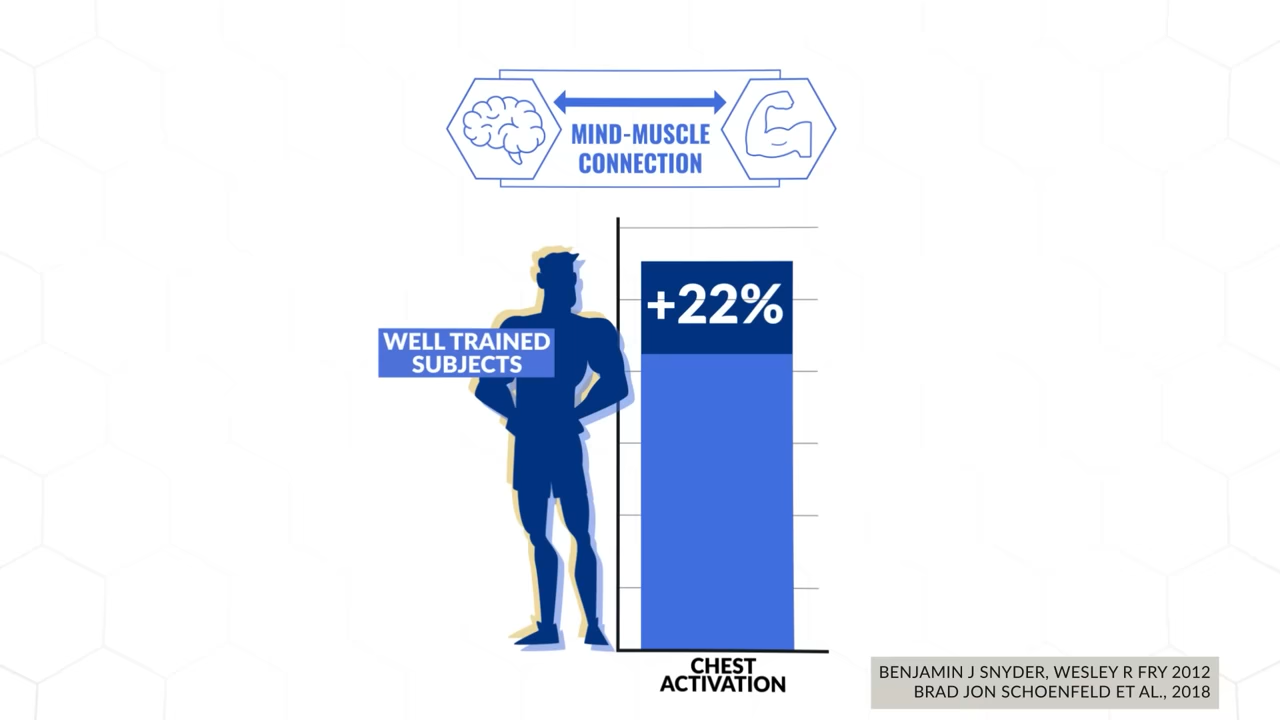 MIND-MUSCLE
CONNECTION
WELL TRAINED
SUBJECTS
+22%
CHEST
ACTIVATION
BENJAMIN J SNYDER, WESLEY R FRY 2012
BRAD JON SCHOENFELD ET AL., 2018